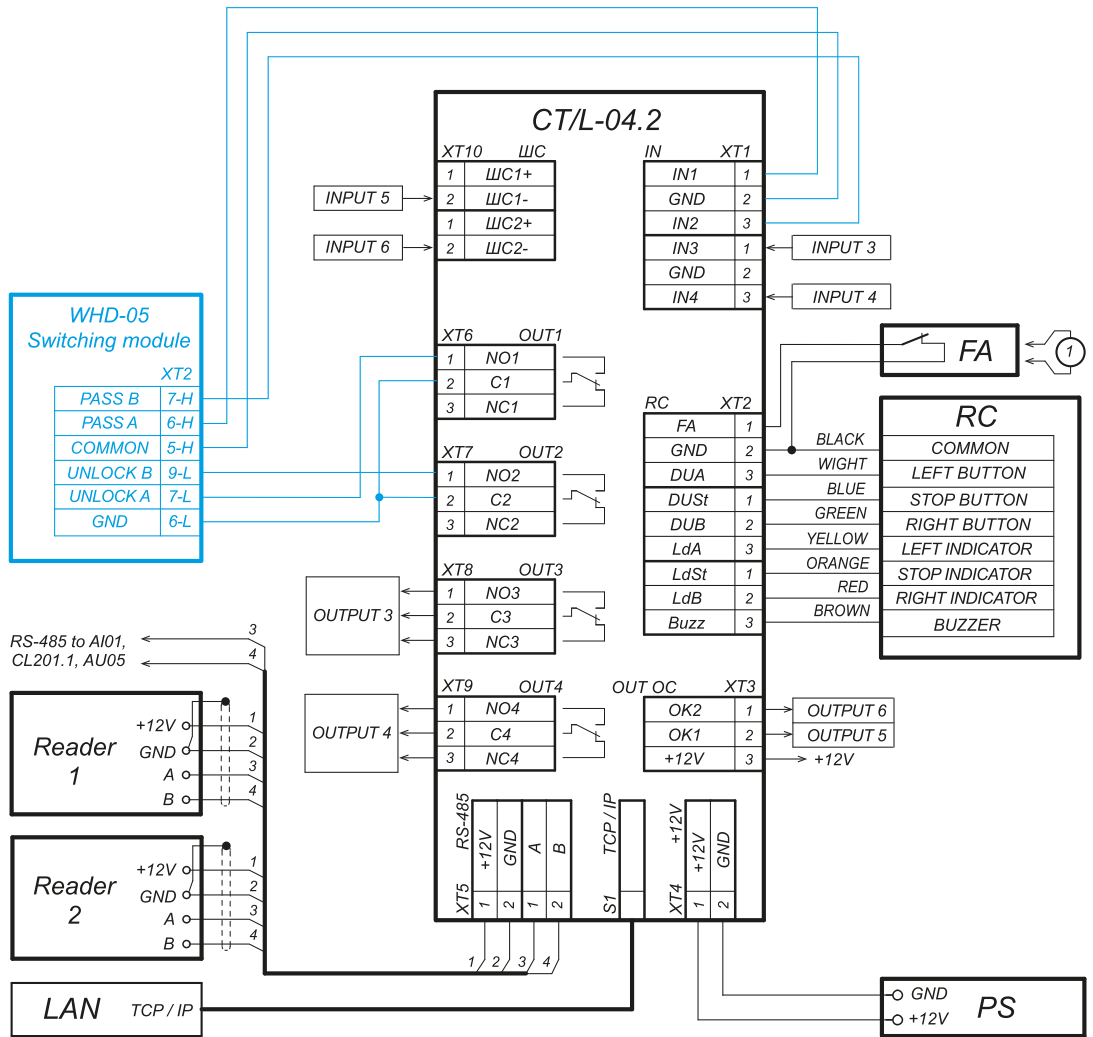 CT/L-04.2
XT10 ШС
1 ШС1+
2 ШС1-
1 ШС2+
2 ШС2-
INPUT 5
INPUT 6
IN XT1
IN1 1
GND 2
IN2 3
IN3 1
GND 2
IN4 3
INPUT 3
INPUT 4
WHD-05
Switching module
XT2
PASS B 7-H
PASS A 6-H
COMMON 5-H
UNLOCK B 9-L
UNLOCK A 7-L
GND 6-L
XT6 OUT1
1 NO1
2 C1
3 NC1
XT7 OUT2
1 NO2
2 C2
3 NC2
XT8 OUT3
1 NO3
2 C3
3 NC3
OUTPUT 3
XT9 OUT4
1 NO4
2 C4
3 NC4
OUTPUT 4
FA
1
RC XT2
FA 1
GND 2
DUA 3
DUSt 1
DUB 2
LdA 3
LdSt 1
LdB 2
Buzz 3
BLACK
WIGHT
BLUE
GREEN
YELLOW
ORANGE
RED
BROWN
RC
COMMON
LEFT BUTTON
STOP BUTTON
RIGHT BUTTON
LEFT INDICATOR
STOP INDICATOR
RIGHT INDICATOR
BUZZER
OUT OC XT3
OK2 1
OK1 2
+12V 3
OUTPUT 6
OUTPUT 5
+12V
RS-485 to AI01,
CL201.1, AU05
3
4
Reader
1
+12V 1
GND 2
A 3
B 4
Reader
2
+12V 1
GND 2
A 3
B 4
XT5 RS-485
1 +12V
2 GND
1 A
2 B
1 2 3 4
S1 TCP / IP
XT4 +12V
1 +12V
2 GND
LAN TCP / IP
GND
+12V
PS